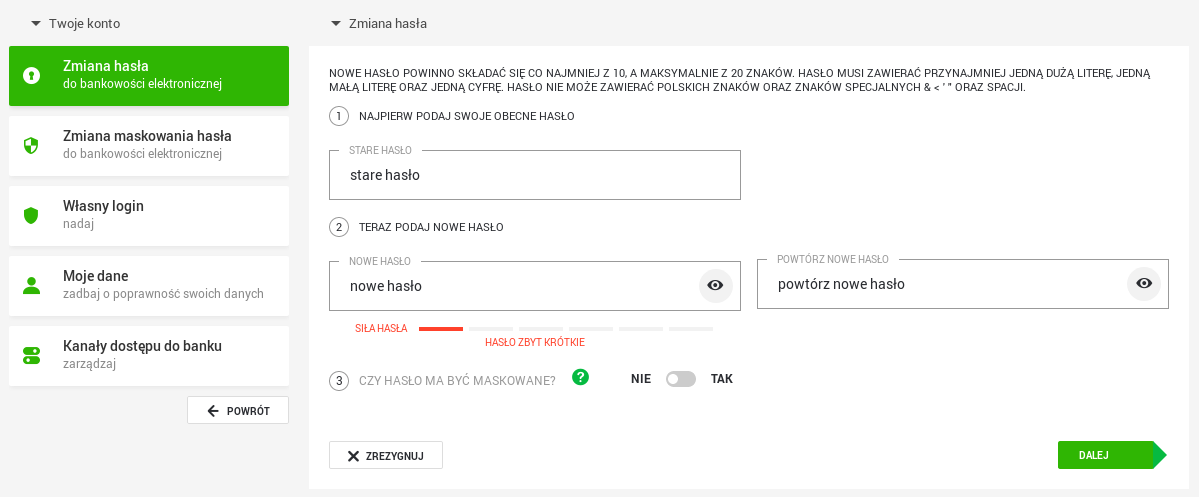 Twoje konto
Zmiana hasła
do bankowości elektronicznej
Zmiana maskowania hasła
do bankowości elektronicznej
Własny login
nadaj
Moje dane
zadbaj o poprawność swoich danych
Kanały dostępu do banku
zarządzaj
POWRÓT
Zmiana hasła
NOWE HASŁO POWINNO SKŁADAĆ SIĘ CO NAJMNIEJ Z 10, A MAKSYMALNIE Z 20 ZNAKÓW. HASŁO MUSI ZAWIERAĆ PRZYNAJMNIEJ JEDNĄ DUŻĄ LITERĘ, JEDNĄ
MAŁĄ LITERĘ ORAZ JEDNĄ CYFRĘ. HASŁO NIE MOŻE ZAWIERAĆ POLSKICH ZNAKÓW ORAZ ZNAKÓW SPECJALNYCH & < ' " ORAZ SPACJI.
1 NAJPIERW PODAJ SWOJE OBECNE HASŁO
STARE HASŁO
stare hasło
2 TERAZ PODAJ NOWE HASŁO
NOWE HASŁO
nowe hasło
POWTÓRZ NOWE HASŁO
powtórz nowe hasło
SIŁA HASŁA
HASŁO ZBYT KRÓTKIE
3 CZY HASŁO MA BYĆ MASKOWANE? ? NIE TAK
ZREZYGNUJ
DALEJ